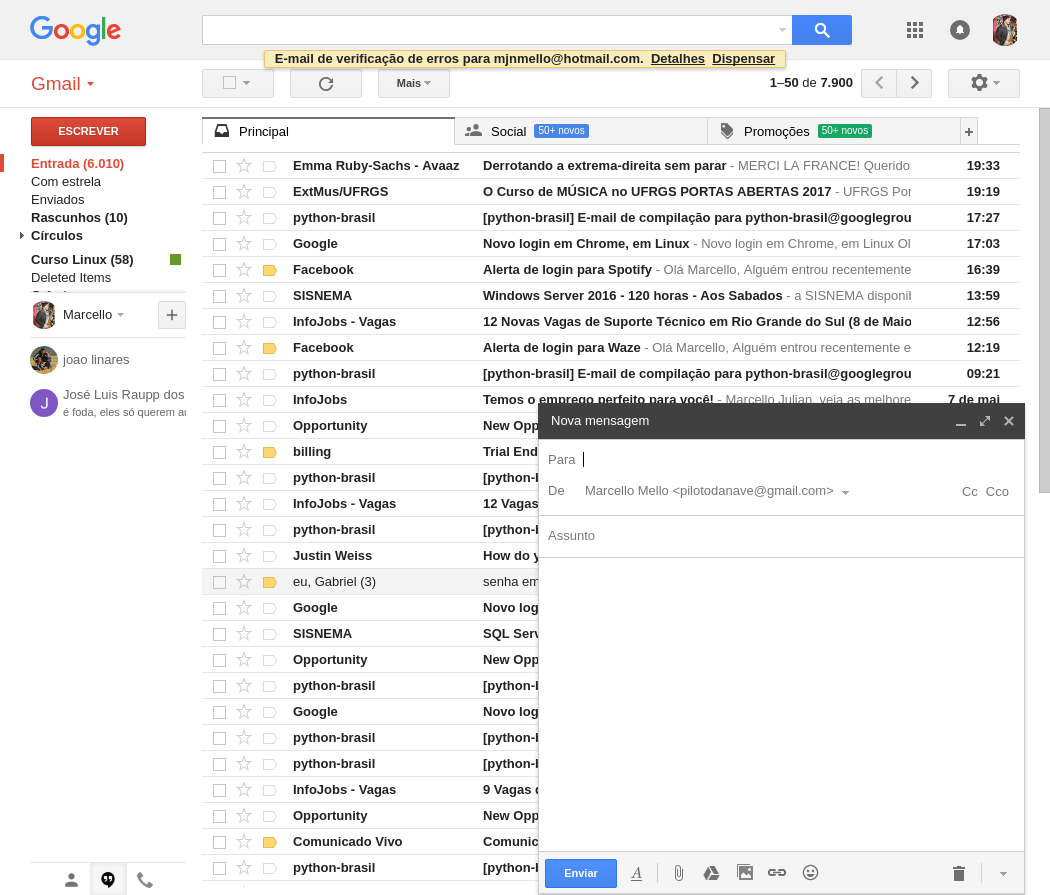 Google
E-mail de verificação de erros para mjnmello@hotmail.com. Detalhes Dispensar
Gmail
Mais
1–50 de 7.900
ESCREVER
Entrada (6.010)
Com estrela
Enviados
Rascunhos (10)
Círculos
Curso Linux (58)
Deleted Items
Marcello
joao linares
J
José Luis Raupp dos
é foda, eles só querem
Principal
Social 50+ novos
Promoções 50+ novos
Emma Ruby-Sachs - Avaaz Derrotando a extrema-direita sem parar - MERCI LA FRANCE! Querido 19:33
ExtMus/UFRGS O Curso de MÚSICA no UFRGS PORTAS ABERTAS 2017 - UFRGS Por 19:19
python-brasil [python-brasil] E-mail de compilação para python-brasil@googlegrou 17:27
Google Novo login em Chrome, em Linux - Novo login em Chrome, em Linux Ol 17:03
Facebook Alerta de login para Spotify - Olá Marcello, Alguém entrou recentemente 16:39
SISNEMA Windows Server 2016 - 120 horas - Aos Sabados - a SISNEMA disponi 13:59
InfoJobs - Vagas 12 Novas Vagas de Suporte Técnico em Rio Grande do Sul (8 de Maio 12:56
Facebook Alerta de login para Waze - Olá Marcello, Alguém entrou recentemente e 12:19
python-brasil [python-brasil] E-mail de compilação para python-brasil@googlegrou 09:21
InfoJobs Temos o emprego perfeito para você! - Marcello Julian, veja as melhore 7 de mai
Opportunity New Opp
billing Trial End
python-brasil [python-b
InfoJobs - Vagas 12 Vagas
python-brasil [python-b
Justin Weiss How do y
eu, Gabriel (3) senha em
Google Novo log
SISNEMA SQL Serv
Opportunity New Opp
python-brasil [python-b
Google Novo log
python-brasil [python-b
python-brasil [python-b
InfoJobs - Vagas 9 Vagas d
Opportunity New Opp
Comunicado Vivo Comunic
python-brasil [python-b
Nova mensagem
Para
De Marcello Mello <pilotodanave@gmail.com> Cc Cco
Assunto
Enviar A